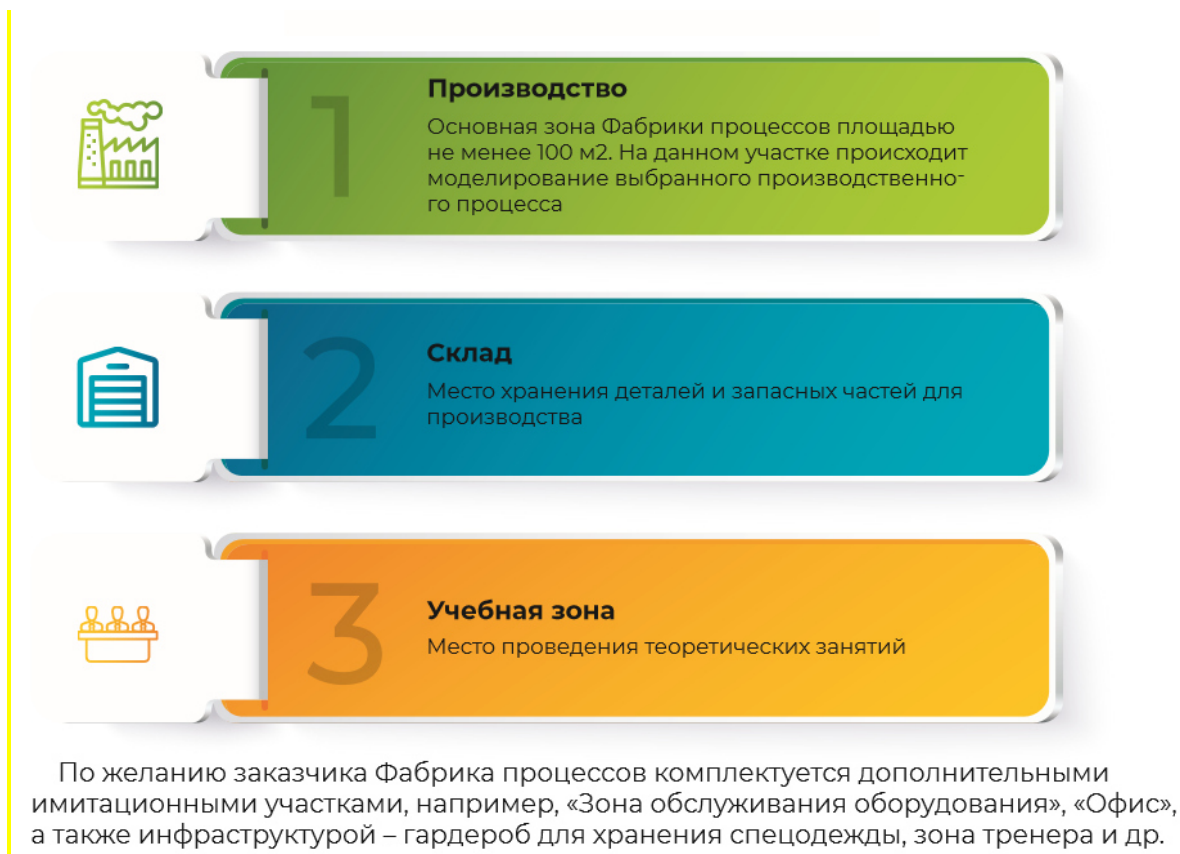 1
Производство
Основная зона Фабрики процессов площадью
не менее 100 м2. На данном участке происходит
моделирование выбранного производственно-
го процесса
2
Склад
Место хранения деталей и запасных частей для
производства
3
Учебная зона
Место проведения теоретических занятий
По желанию заказчика Фабрика процессов комплектуется дополнительными
имитационными участками, например, «Зона обслуживания оборудования», «Офис»,
а также инфраструктурой – гардероб для хранения спецодежды, зона тренера и др.